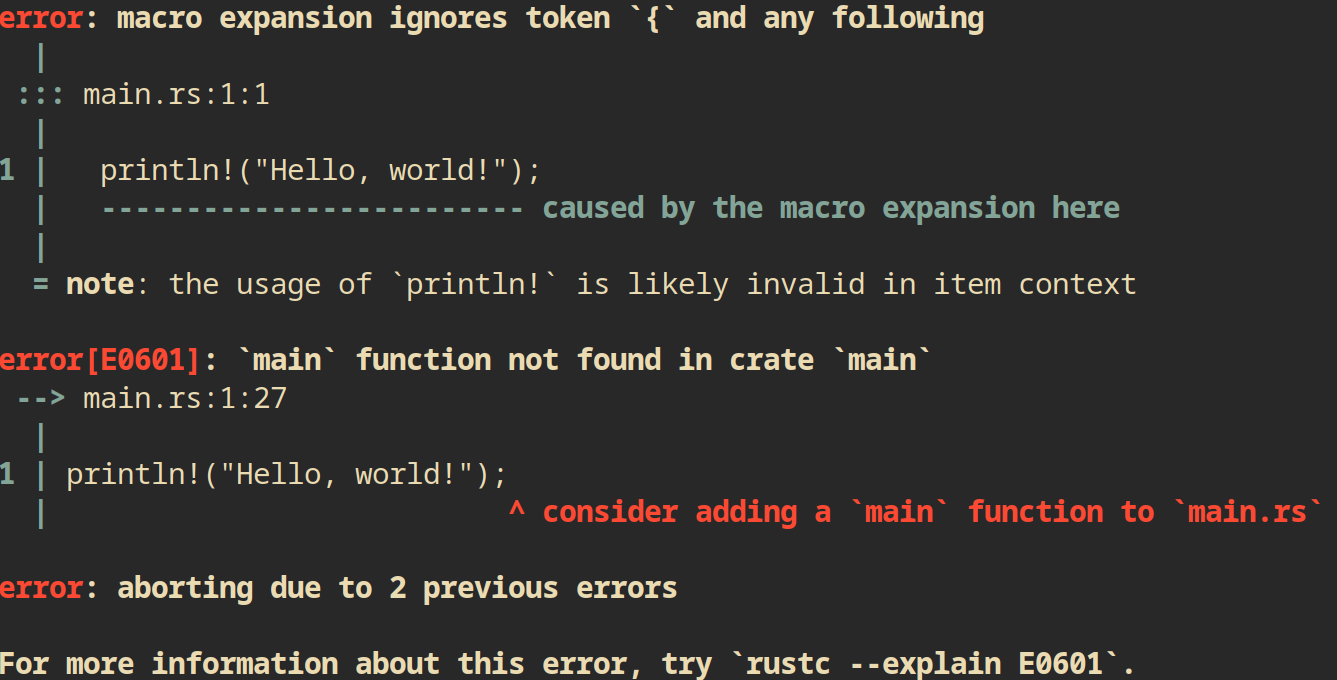 error: macro expansion ignores token `{` and any following
  |
 ::: main.rs:1:1
  |
1 |   println!("Hello, world!");
  |   ------------------------- caused by the macro expansion here
  |
  = note: the usage of `println!` is likely invalid in item context

error[E0601]: `main` function not found in crate `main`
 --> main.rs:1:27
  |
1 | println!("Hello, world!");
  |                           ^ consider adding a `main` function to `main.rs`

error: aborting due to 2 previous errors

For more information about this error, try `rustc --explain E0601`.